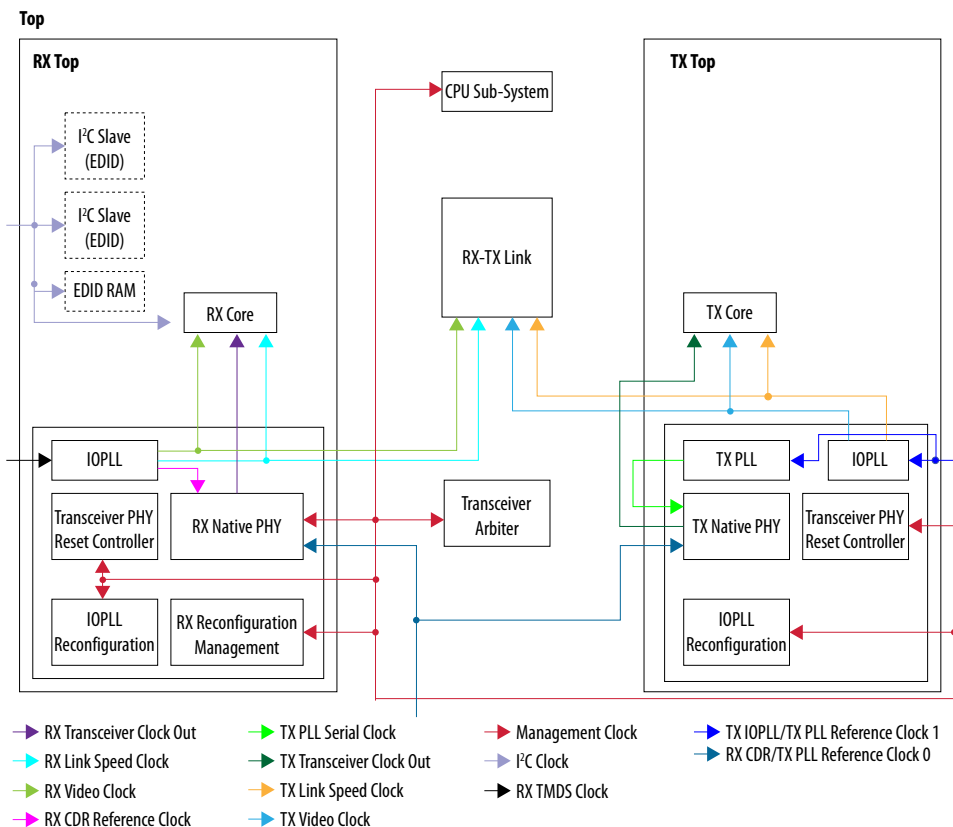 Top
RX Top
TX Top
CPU Sub-System
I²C Slave
(EDID)
I²C Slave
(EDID)
RX-TX Link
EDID RAM
RX Core
TX Core
IOPLL
TX PLL
IOPLL
Transceiver PHY
Reset Controller
RX Native PHY
Transceiver
Arbiter
TX Native PHY
Transceiver PHY
Reset Controller
IOPLL
Reconfiguration
RX Reconfiguration
Management
IOPLL
Reconfiguration
RX Transceiver Clock Out
RX Link Speed Clock
RX Video Clock
RX CDR Reference Clock
TX PLL Serial Clock
TX Transceiver Clock Out
TX Link Speed Clock
TX Video Clock
Management Clock
I²C Clock
RX TMDS Clock
TX IOPLL/TX PLL Reference Clock 1
RX CDR/TX PLL Reference Clock 0